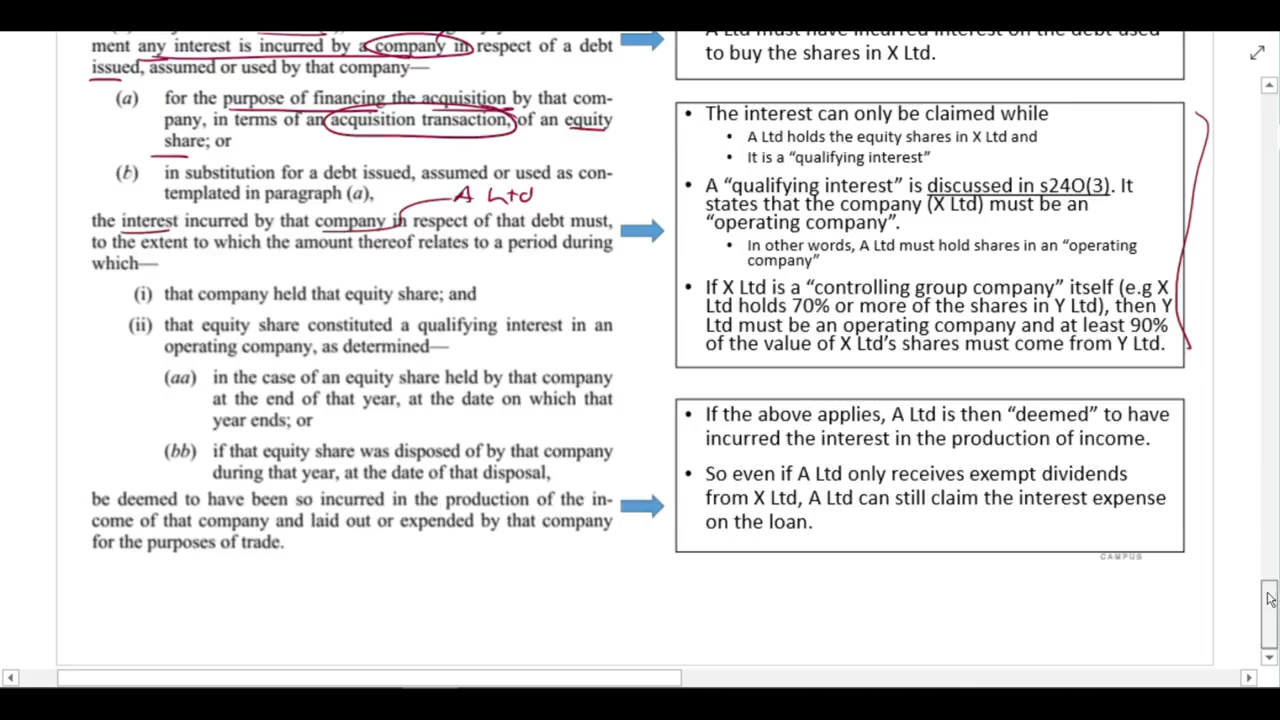 A Ltd must have incurred interest on the debt used
to buy the shares in X Ltd.
ment any interest is incurred by a company in respect of a debt
issued, assumed or used by that company—
(a) for the purpose of financing the acquisition by that com-
pany, in terms of an acquisition transaction, of an equity
share; or
(b) in substitution for a debt issued, assumed or used as con-
templated in paragraph (a),
A Ltd
the interest incurred by that company in respect of that debt must,
to the extent to which the amount thereof relates to a period during
which—
(i) that company held that equity share; and
(ii) that equity share constituted a qualifying interest in an
operating company, as determined—
(aa) in the case of an equity share held by that company
at the end of that year, at the date on which that
year ends; or
(bb) if that equity share was disposed of by that company
during that year, at the date of that disposal,
be deemed to have been so incurred in the production of the in-
come of that company and laid out or expended by that company
for the purposes of trade.
• The interest can only be claimed while
• A Ltd holds the equity shares in X Ltd and
• It is a “qualifying interest”
• A “qualifying interest” is discussed in s24O(3). It
states that the company (X Ltd) must be an
“operating company”.
• In other words, A Ltd must hold shares in an “operating
company”
• If X Ltd is a “controlling group company” itself (e.g X
Ltd holds 70% or more of the shares in Y Ltd), then Y
Ltd must be an operating company and at least 90%
of the value of X Ltd’s shares must come from Y Ltd.
• If the above applies, A Ltd is then “deemed” to have
incurred the interest in the production of income.
• So even if A Ltd only receives exempt dividends
from X Ltd, A Ltd can still claim the interest expense
on the loan.
CAMPUS